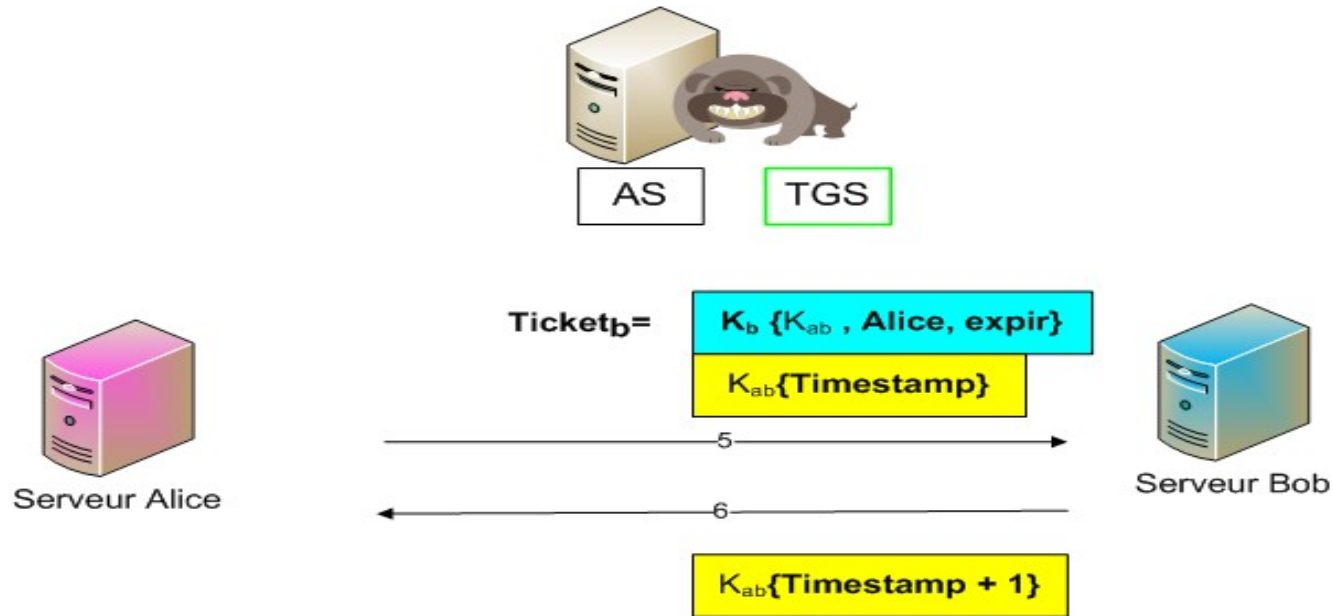 AS TGS
Ticketb= Kb {Kab , Alice, expir}
Kab{Timestamp}
5
Serveur Alice
Serveur Bob
6
Kab{Timestamp + 1}